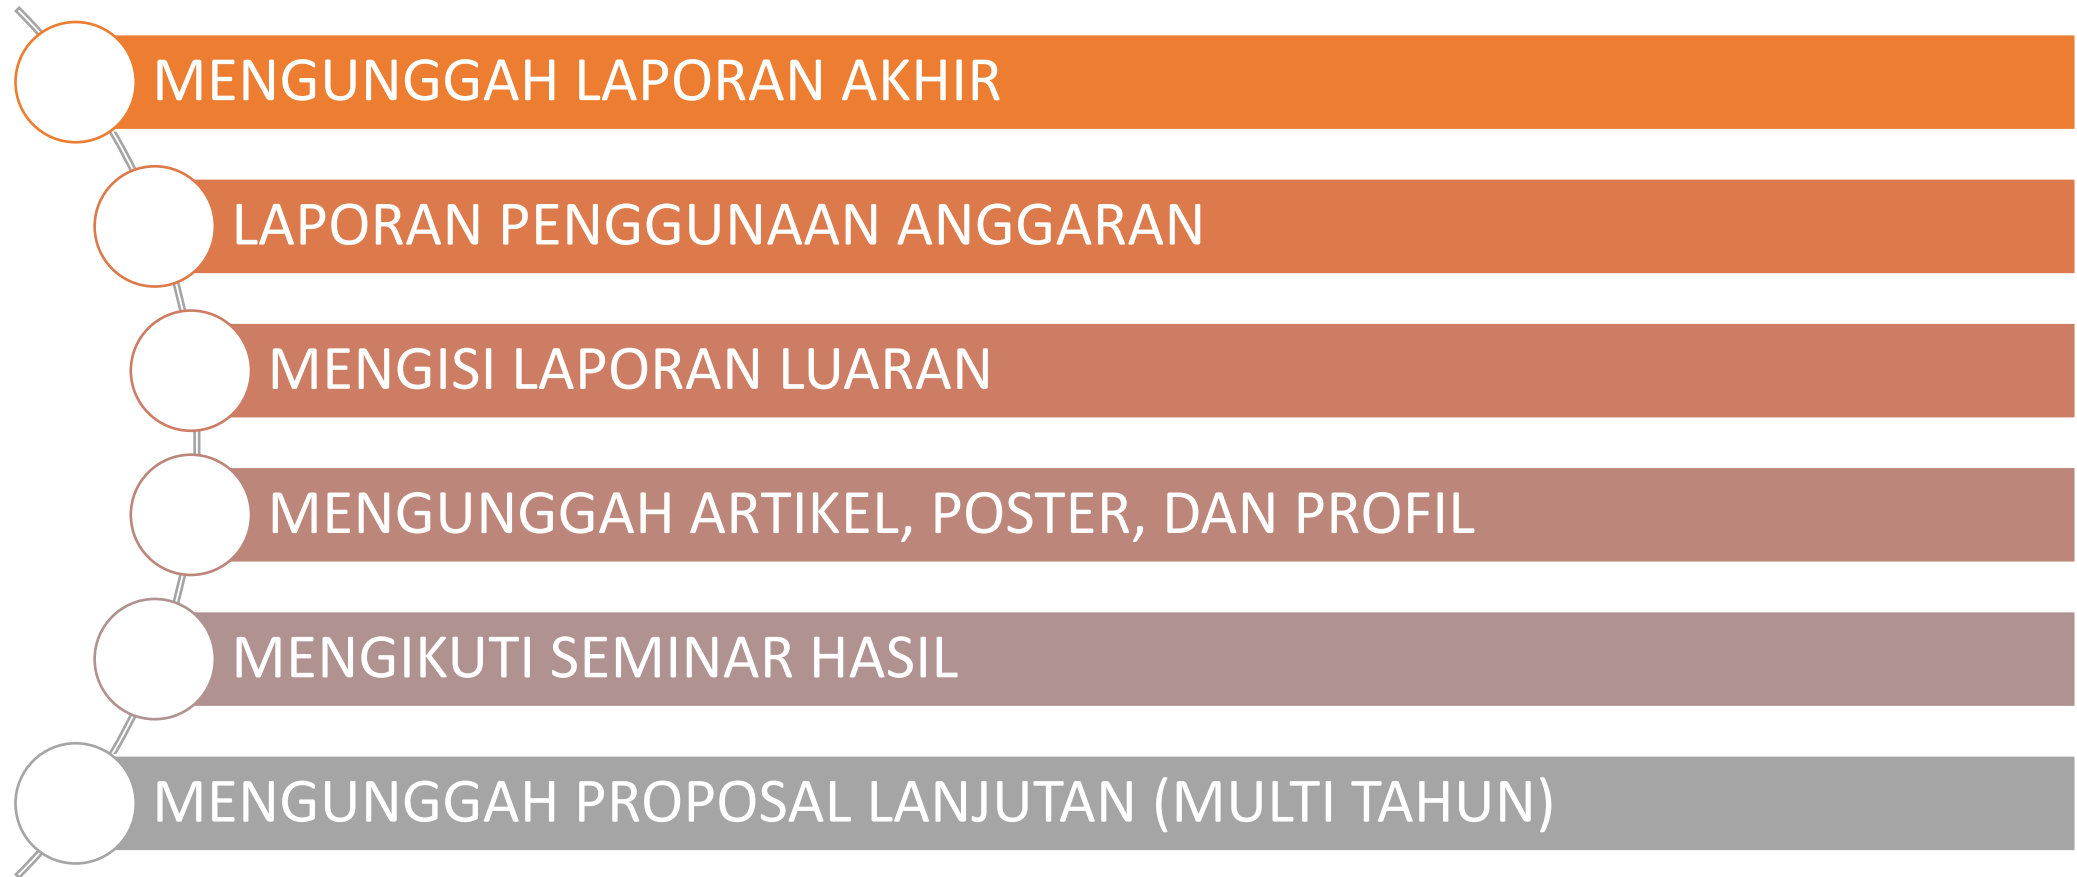 MENGUNGGAH LAPORAN AKHIR
LAPORAN PENGGUNAAN ANGGARAN
MENGISI LAPORAN LUARAN
MENGUNGGAH ARTIKEL, POSTER, DAN PROFIL
MENGIKUTI SEMINAR HASIL
MENGUNGGAH PROPOSAL LANJUTAN (MULTI TAHUN)